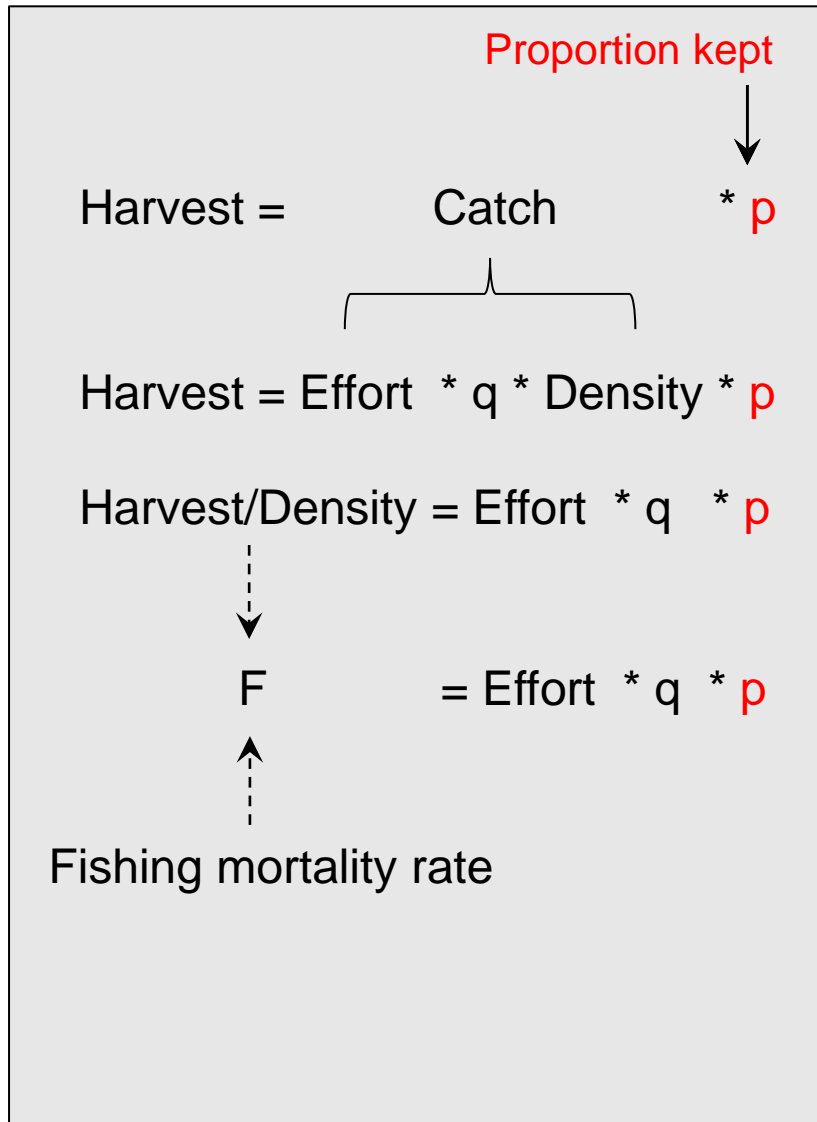 Proportion kept
Harvest = Catch * p
Harvest = Effort * q * Density * p
Harvest/Density = Effort * q * p
F = Effort * q * p
Fishing mortality rate